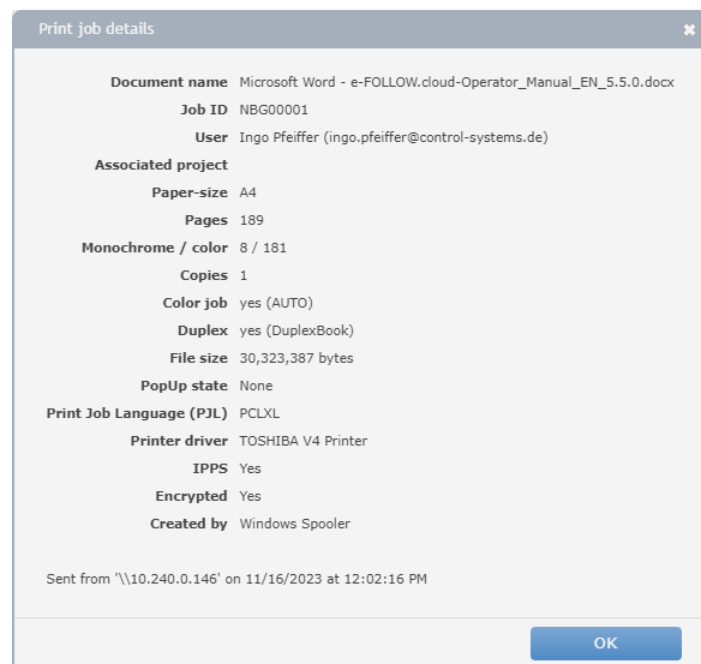 Print job details
Document name Microsoft Word - e-FOLLOW.cloud-Operator_Manual_EN_5.5.0.docx
Job ID NBG00001
User Ingo Pfeiffer (ingo.pfeiffer@control-systems.de)
Associated project
Paper-size A4
Pages 189
Monochrome / color 8 / 181
Copies 1
Color job yes (AUTO)
Duplex yes (DuplexBook)
File size 30,323,387 bytes
PopUp state None
Print Job Language (PJL) PCLXL
Printer driver TOSHIBA V4 Printer
IPPS Yes
Encrypted Yes
Created by Windows Spooler
Sent from '\\10.240.0.146' on 11/16/2023 at 12:02:16 PM
OK